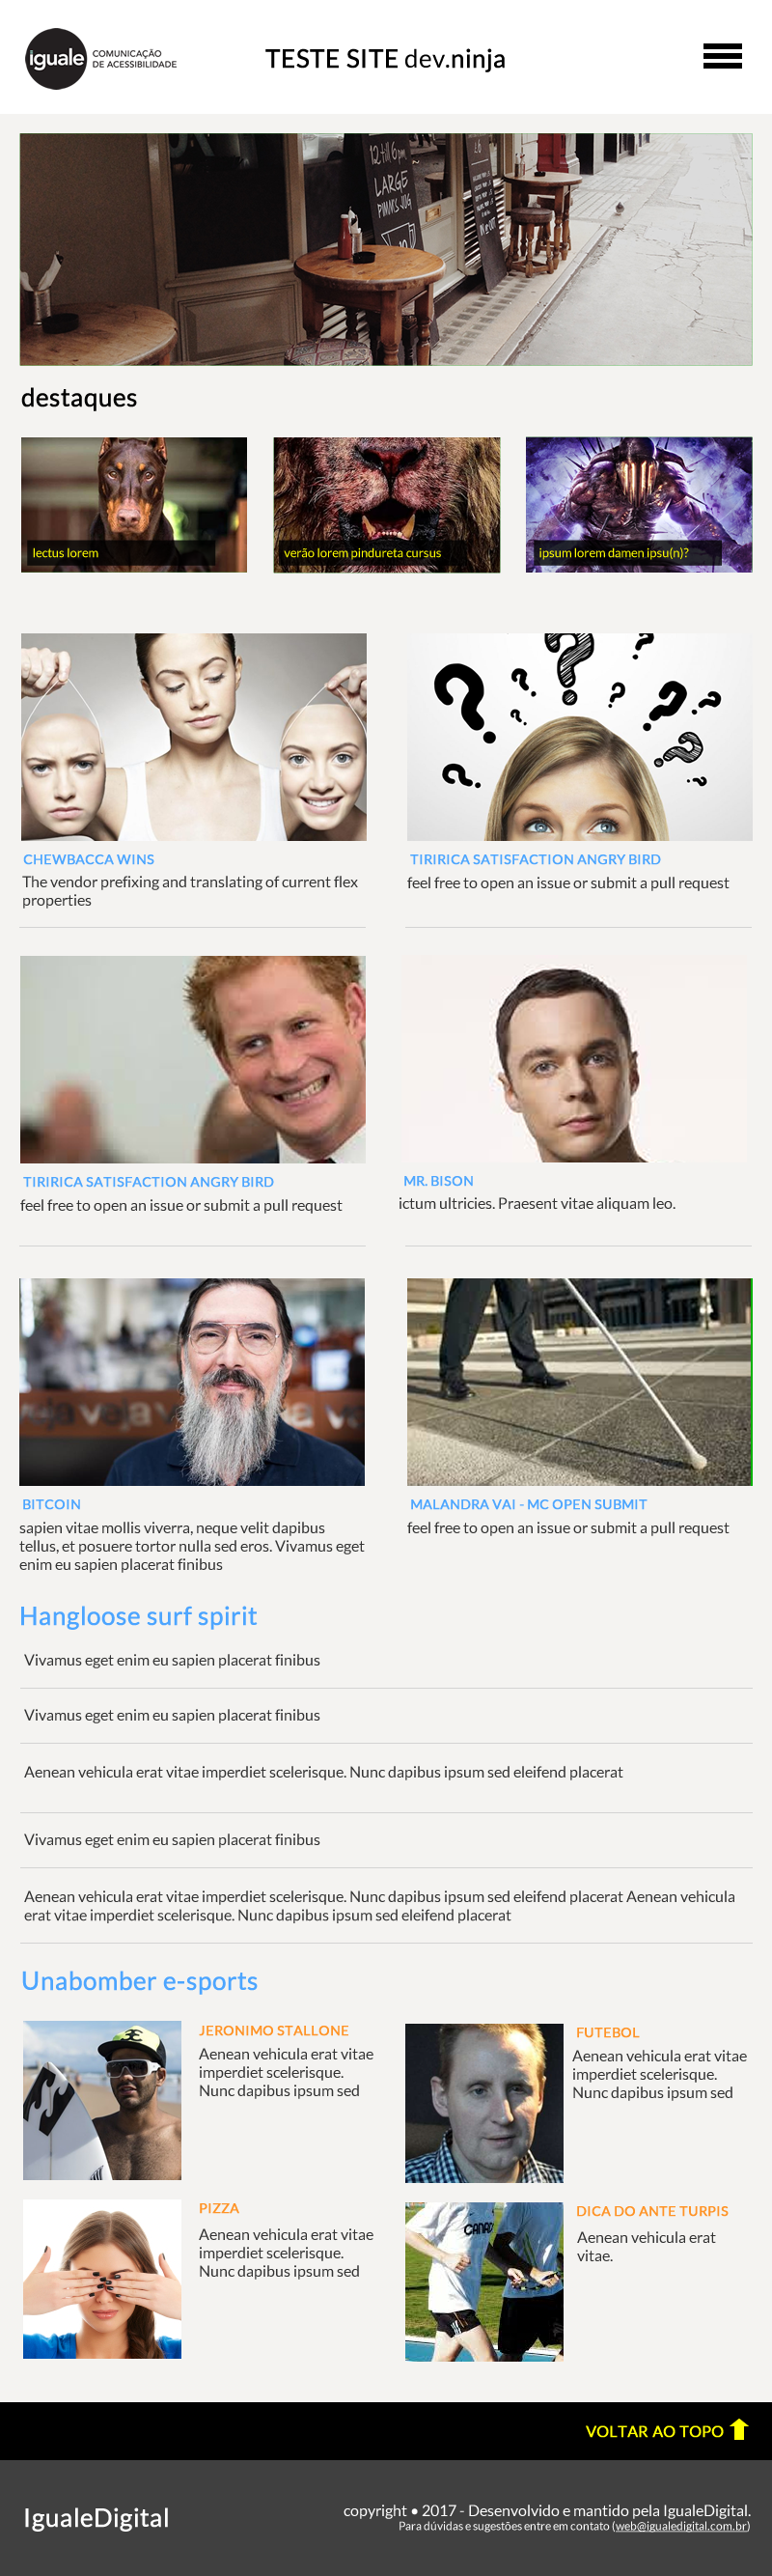 iguale COMUNICAÇÃO
DE ACESSIBILIDADE
TESTE SITE dev.ninja
12 till 6pm
LARGE
PIMM'S JUG
destaques
lectus lorem
verão lorem pindureta cursus
ipsum lorem damen ipsu(n)?
CHEWBACCA WINS
The vendor prefixing and translating of current flex
properties
TIRIRICA SATISFACTION ANGRY BIRD
feel free to open an issue or submit a pull request
TIRIRICA SATISFACTION ANGRY BIRD
feel free to open an issue or submit a pull request
MR. BISON
ictum ultricies. Praesent vitae aliquam leo.
veja veja
BITCOIN
sapien vitae mollis viverra, neque velit dapibus
tellus, et posuere tortor nulla sed eros. Vivamus eget
enim eu sapien placerat finibus
MALANDRA VAI - MC OPEN SUBMIT
feel free to open an issue or submit a pull request
Hangloose surf spirit
Vivamus eget enim eu sapien placerat finibus
Vivamus eget enim eu sapien placerat finibus
Aenean vehicula erat vitae imperdiet scelerisque. Nunc dapibus ipsum sed eleifend placerat
Vivamus eget enim eu sapien placerat finibus
Aenean vehicula erat vitae imperdiet scelerisque. Nunc dapibus ipsum sed eleifend placerat Aenean vehicula
erat vitae imperdiet scelerisque. Nunc dapibus ipsum sed eleifend placerat
Unabomber e-sports
JERONIMO STALLONE
Aenean vehicula erat vitae
imperdiet scelerisque.
Nunc dapibus ipsum sed
FUTEBOL
Aenean vehicula erat vitae
imperdiet scelerisque.
Nunc dapibus ipsum sed
PIZZA
Aenean vehicula erat vitae
imperdiet scelerisque.
Nunc dapibus ipsum sed
CANAD
DICA DO ANTE TURPIS
Aenean vehicula erat
vitae.
VOLTAR AO TOPO
IgualeDigital
copyright • 2017 - Desenvolvido e mantido pela IgualeDigital.
Para dúvidas e sugestões entre em contato (web@igualedigital.com.br)